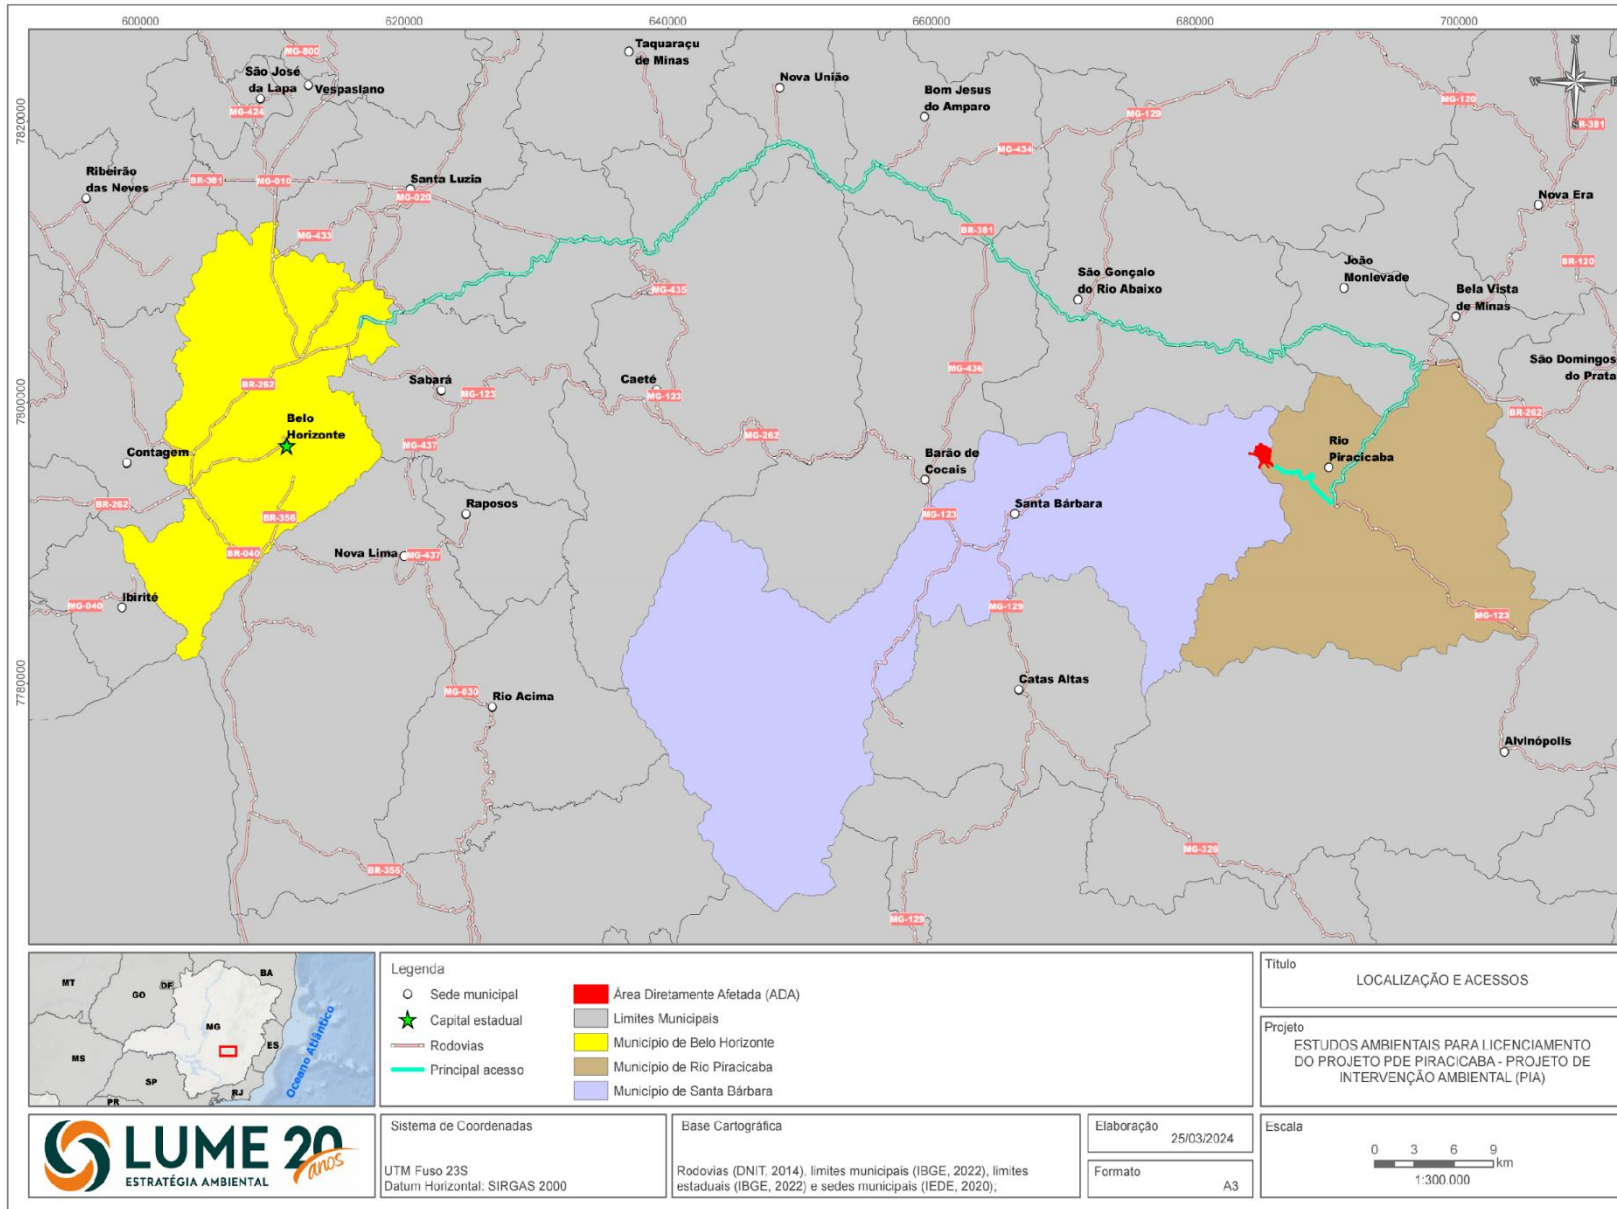 600000
620000
640000
660000
680000
700000
7820000
7800000
7780000
MG-800
São José
da Lapa
Vespasiano
MG-424
Taquaraçu
de Minas
Nova União
Bom Jesus
do Amparo
MG-129
MG-120
BR-381
N
W
E
S
Ribeirão
das Neves
BR-381
MG-010
Santa Luzia
MG-020
MG-434
Nova Era
MG-433
BR-381
MG-435
São Gonçalo
do Rio Abaixo
João
Monlevade
BR-120
Bela Vista
de Minas
São Domingos
do Prata
BR-262
Sabará
MG-123
Caeté
MG-123
MG-436
BR-262
Belo
Horizonte
Contagem
MG-437
MG-262
Barão de
Cocais
Rio
Piracicaba
BR-262
BR-356
Raposos
MG-123
Santa Bárbara
BR-040
Nova Lima
MG-437
MG-040
Ibirité
MG-129
MG-123
MG-030
Rio Acima
Catas Altas
Alvinópolis
BR-356
MG-326
MG-129
MT
GO
DF
BA
MG
MS
ES
SP
RJ
PR
Oceano Atlântico
Legenda
Sede municipal
Capital estadual
Rodovias
Principal acesso
Área Diretamente Afetada (ADA)
Limites Municipais
Município de Belo Horizonte
Município de Rio Piracicaba
Município de Santa Bárbara
Título
LOCALIZAÇÃO E ACESSOS
Projeto
ESTUDOS AMBIENTAIS PARA LICENCIAMENTO
DO PROJETO PDE PIRACICABA - PROJETO DE
INTERVENÇÃO AMBIENTAL (PIA)
LUME 20
anos
ESTRATÉGIA AMBIENTAL
Sistema de Coordenadas
UTM Fuso 23S
Datum Horizontal: SIRGAS 2000
Base Cartográfica
Rodovias (DNIT, 2014), limites municipais (IBGE, 2022), limites
estaduais (IBGE, 2022) e sedes municipais (IEDE, 2020);
Elaboração
25/03/2024
Formato
A3
Escala
0 3 6 9
km
1:300.000